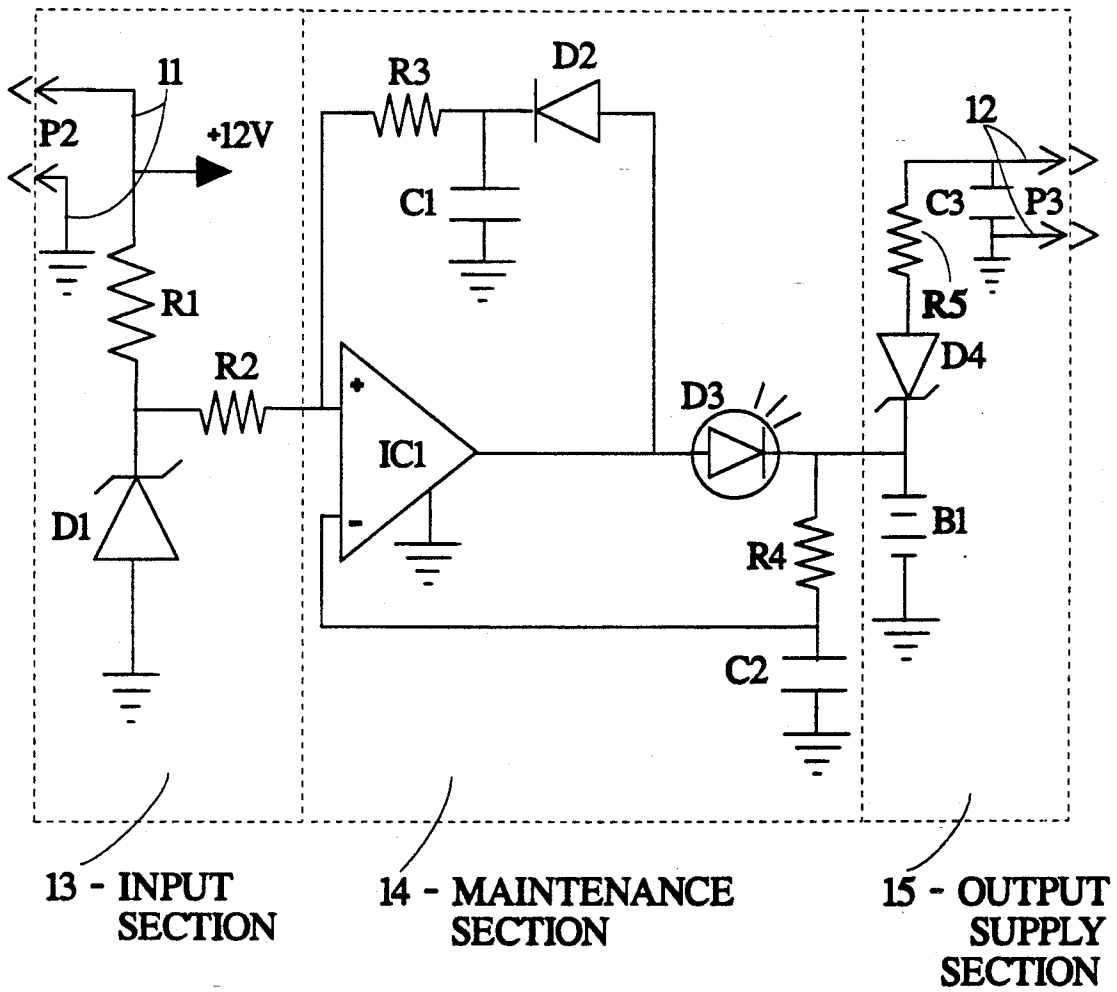 11
P2
+12V
R1
R2
D1
R3
D2
C1
+
IC1
-
D3
R4
C2
12
C3
P3
R5
D4
B1
13 - INPUT
SECTION
14 - MAINTENANCE
SECTION
15 - OUTPUT
SUPPLY
SECTION